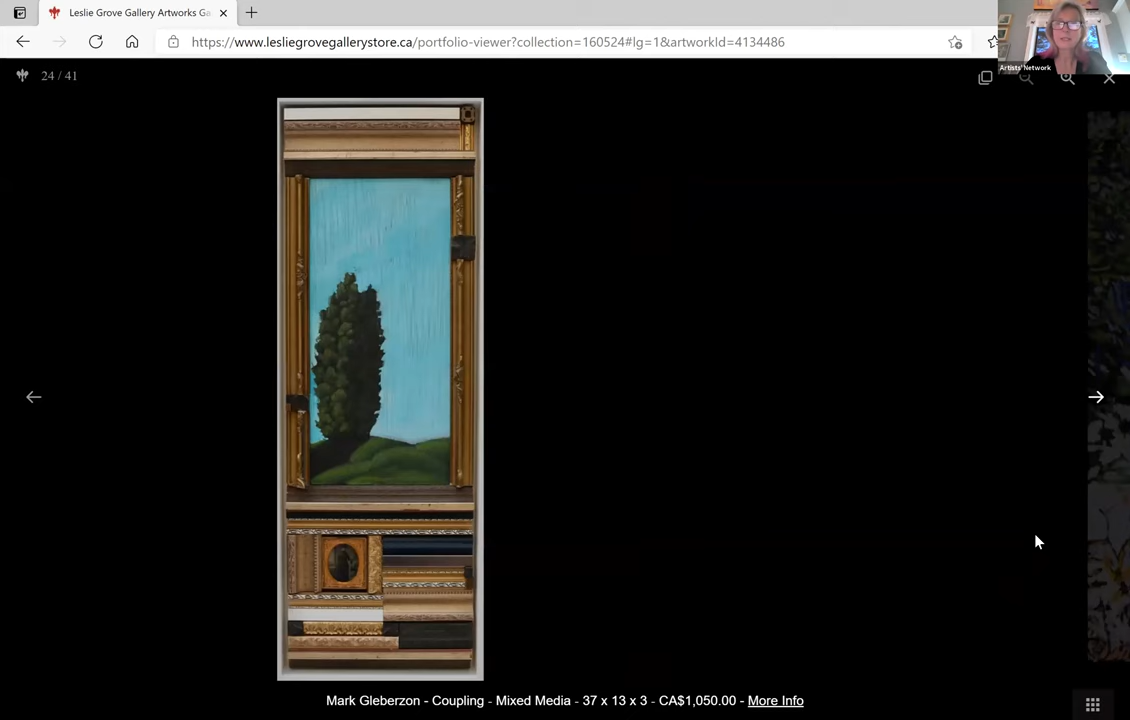 Leslie Grove Gallery Artworks Ga
https://www.lesliegrovegallerystore.ca/portfolio-viewer?collection=160524#lg=1&artworkId=4134486
Artists' Network
24 / 41
Mark Gleberzon - Coupling - Mixed Media - 37 x 13 x 3 - CA$1,050.00 - More Info